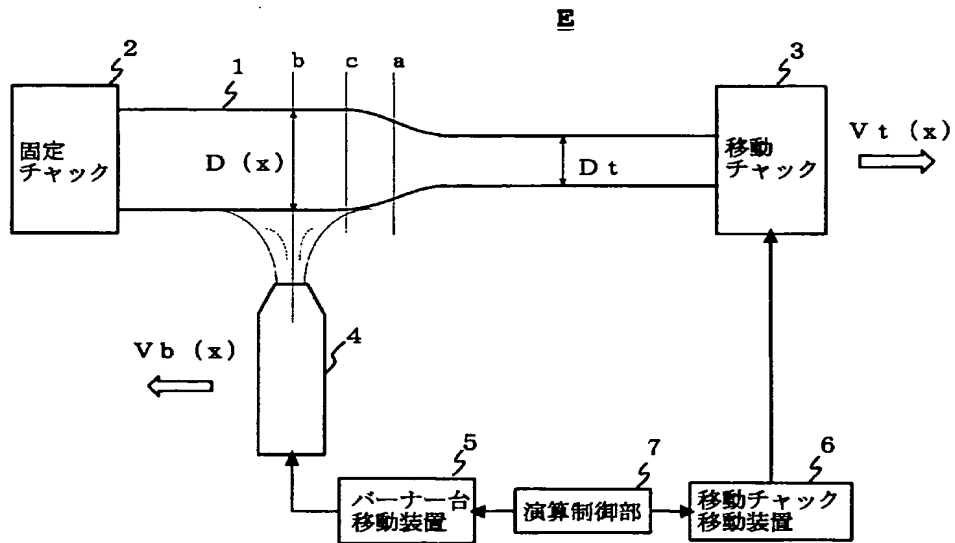 E
2
1
b
c
a
3
固定
チャック
D (x)
D t
移動
チャック
V t (x)
4
V b (x)
5
7
6
バーナー台
移動装置
演算制御部
移動チャック
移動装置